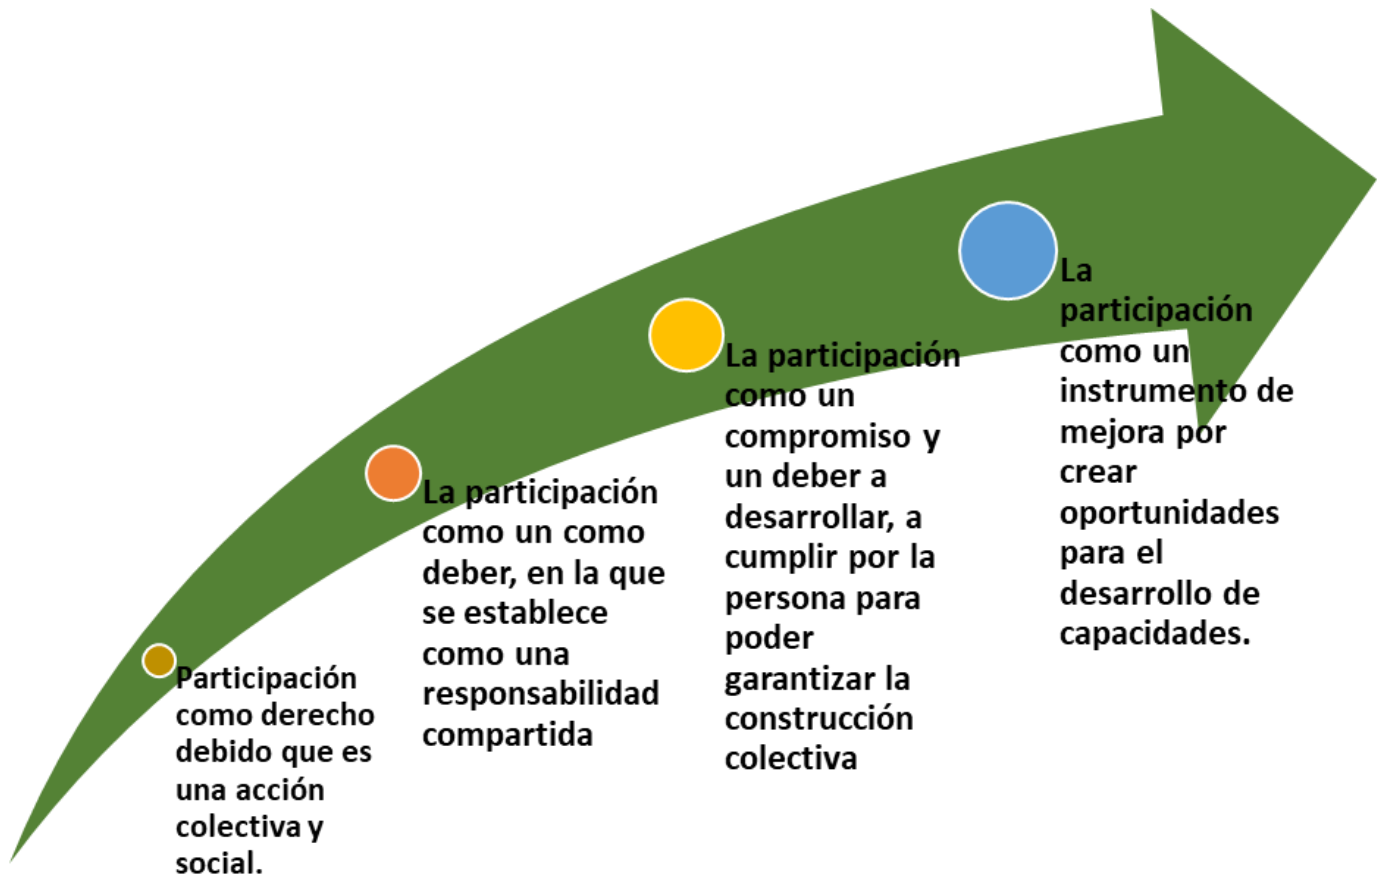 Participación
como derecho
debido que es
una acción
colectiva y
social.
La participación
como un como
deber, en la que
se establece
como una
responsabilidad
compartida
La participación
como un
compromiso y
un deber a
desarrollar, a
cumplir por la
persona para
poder
garantizar la
construcción
colectiva
La
participación
como un
instrumento de
mejora por
crear
oportunidades
para el
desarrollo de
capacidades.